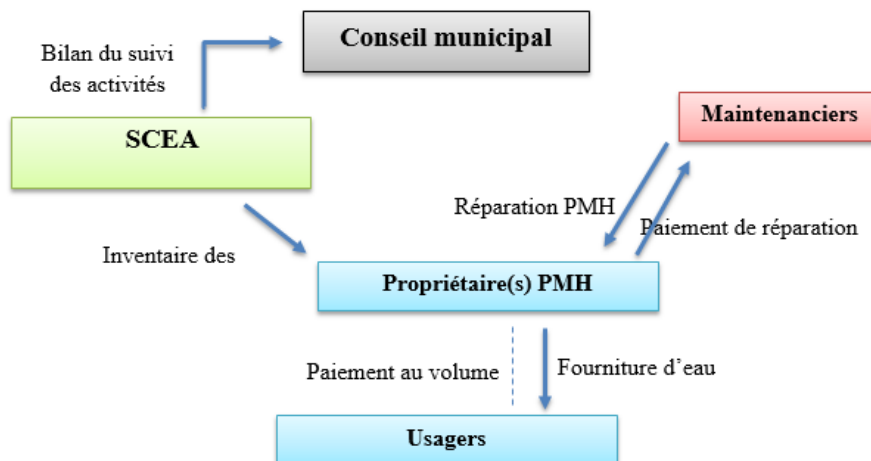 Conseil municipal
Bilan du suivi
des activités
SCEA
Maintenanciers
Réparation PMH
Paiement de réparation
Inventaire des
Propriétaire(s) PMH
Paiement au volume
Fourniture d’eau
Usagers